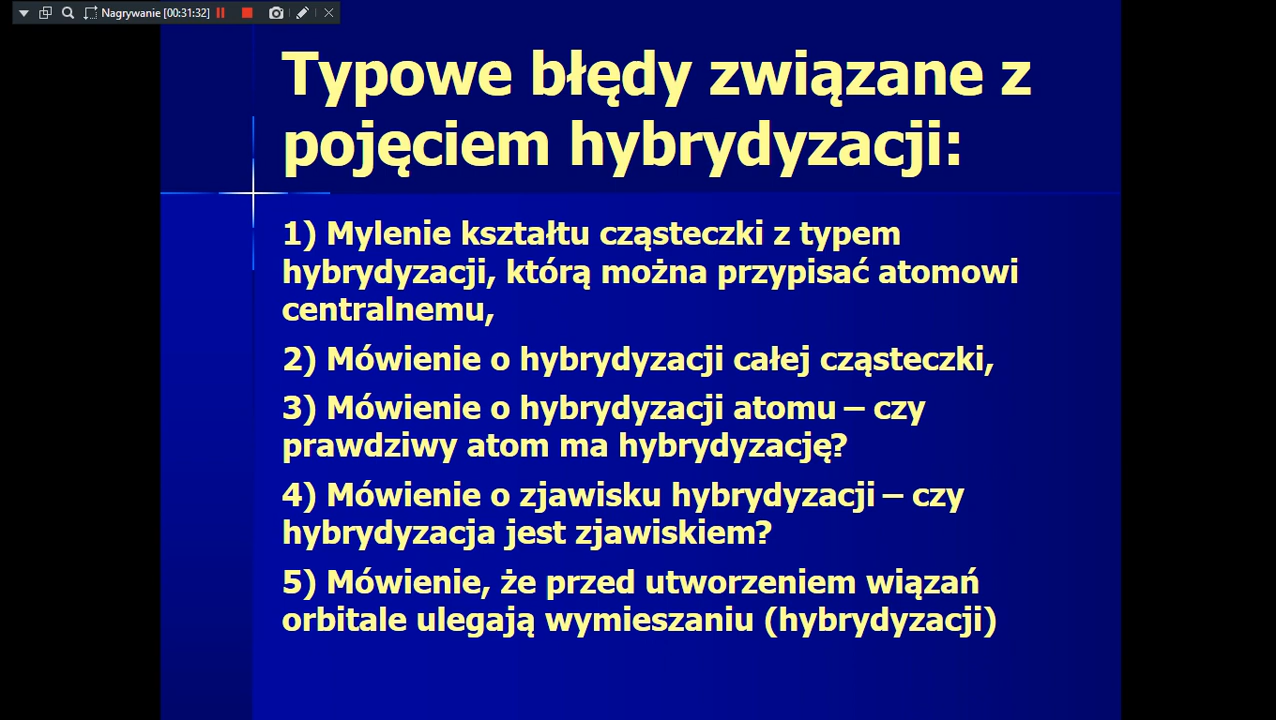 Nagrywanie [00:31:32]
Typowe błędy związane z
pojęciem hybrydyzacji:
1) Mylenie kształtu cząsteczki z typem
hybrydyzacji, którą można przypisać atomowi
centralnemu,
2) Mówienie o hybrydyzacji całej cząsteczki,
3) Mówienie o hybrydyzacji atomu – czy
prawdziwy atom ma hybrydyzację?
4) Mówienie o zjawisku hybrydyzacji – czy
hybrydyzacja jest zjawiskiem?
5) Mówienie, że przed utworzeniem wiązań
orbitale ulegają wymieszaniu (hybrydyzacji)